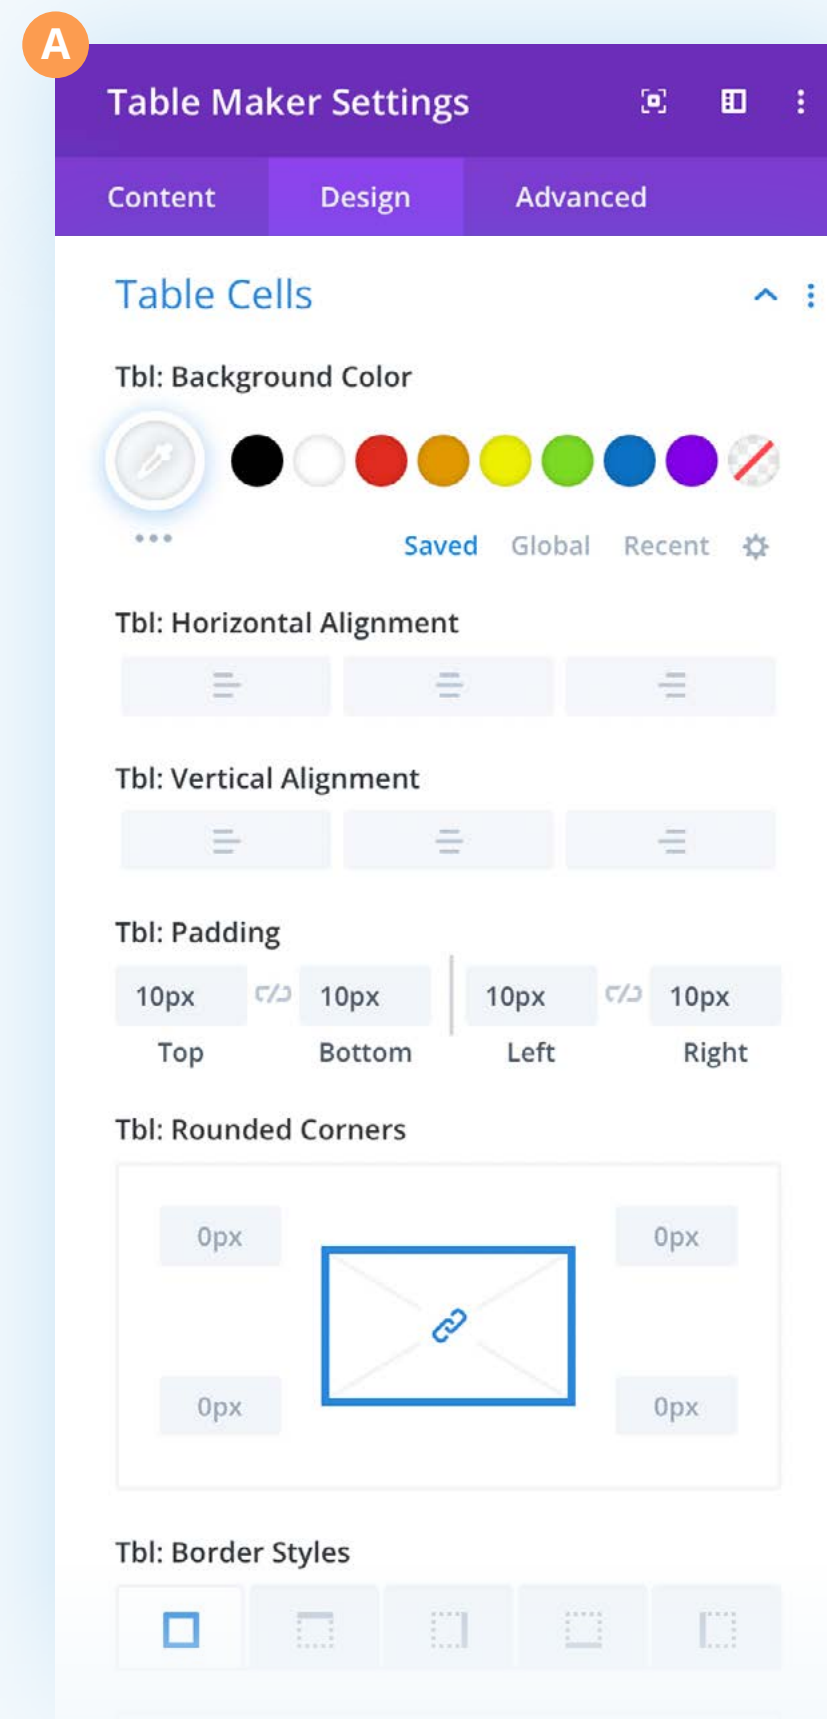 A
Table Maker Settings
Content Design Advanced
Table Cells
Tbl: Background Color
Saved Global Recent
Tbl: Horizontal Alignment
Tbl: Vertical Alignment
Tbl: Padding
10px 10px 10px 10px
Top Bottom Left Right
Tbl: Rounded Corners
0px 0px
0px 0px
Tbl: Border Styles